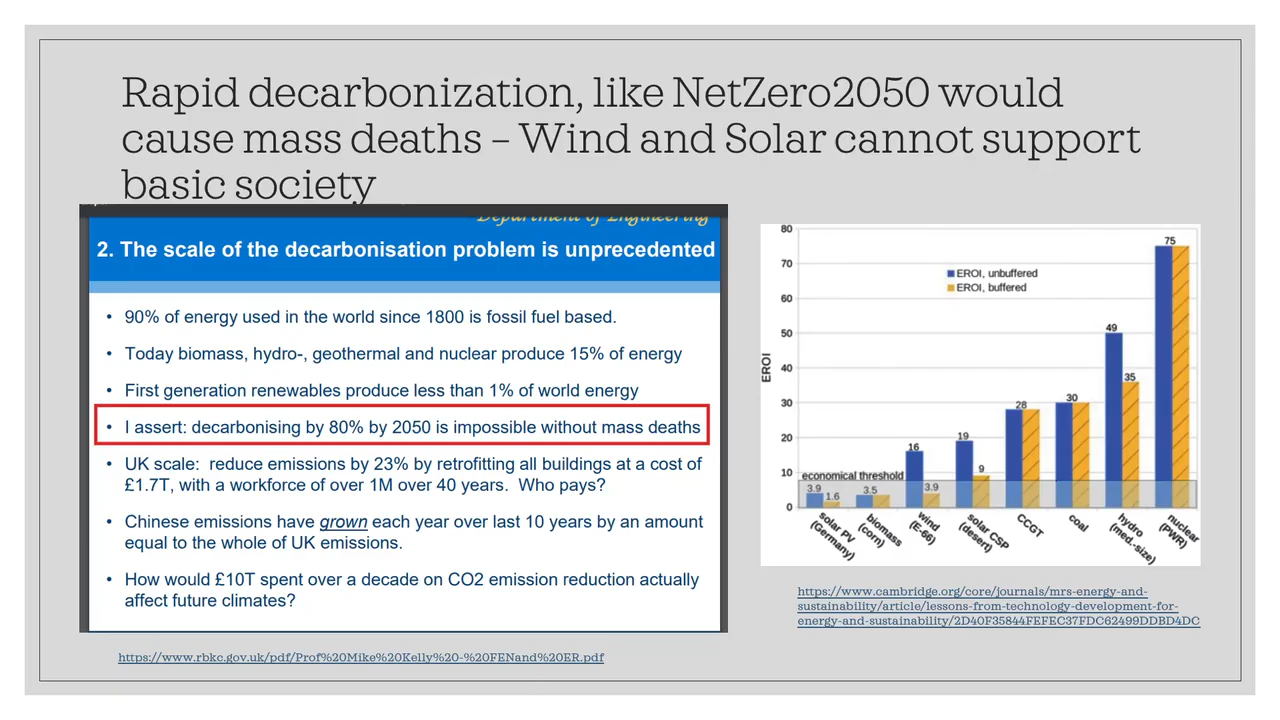 Rapid decarbonization, like NetZero2050 would
cause mass deaths – Wind and Solar cannot support
basic society
Department of Engineering
2. The scale of the decarbonisation problem is unprecedented
• 90% of energy used in the world since 1800 is fossil fuel based.
• Today biomass, hydro-, geothermal and nuclear produce 15% of energy
• First generation renewables produce less than 1% of world energy
• I assert: decarbonising by 80% by 2050 is impossible without mass deaths
• UK scale: reduce emissions by 23% by retrofitting all buildings at a cost of
£1.7T, with a workforce of over 1M over 40 years. Who pays?
• Chinese emissions have grown each year over last 10 years by an amount
equal to the whole of UK emissions.
• How would £10T spent over a decade on CO2 emission reduction actually
affect future climates?
https://www.rbkc.gov.uk/pdf/Prof%20Mike%20Kelly%20-%20FENand%20ER.pdf
80
70
60
50
40
30
20
10
0
EROI
EROI, unbuffered
EROI, buffered
economical threshold
3.9
1.6
3.5
16
3.9
19
9
28
30
49
35
75
solar PV
(Germany)
biomass
(corn)
wind
(E-66)
solar CSP
(desert)
CCGT
coal
hydro
(med.-size)
nuclear
(PWR)
https://www.cambridge.org/core/journals/mrs-energy-and-
sustainability/article/lessons-from-technology-development-for-
energy-and-sustainability/2D40F35844FEFEC37FDC62499DDBD4DC